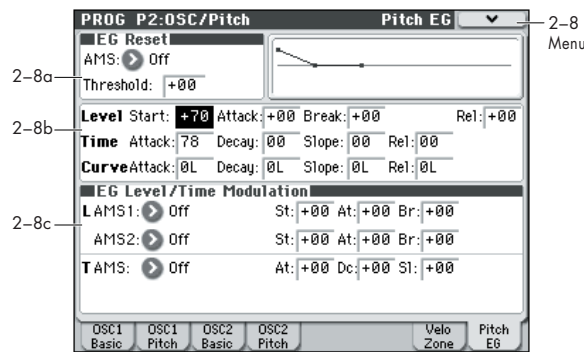 PROG P2:OSC/Pitch Pitch EG
2–8
Menu
EG Reset
AMS: Off
2–8a
Threshold: +00
2–8b
Level Start: +70 Attack: +00 Break: +00 Rel: +00
Time Attack: 78 Decay: 00 Slope: 00 Rel: 00
Curve Attack: 0L Decay: 0L Slope: 0L Rel: 0L
EG Level/Time Modulation
2–8c
L AMS1: Off St: +00 At: +00 Br: +00
AMS2: Off St: +00 At: +00 Br: +00
T AMS: Off At: +00 Dc: +00 Sl: +00
OSC1 Basic OSC1 Pitch OSC2 Basic OSC2 Pitch Velo Zone Pitch EG